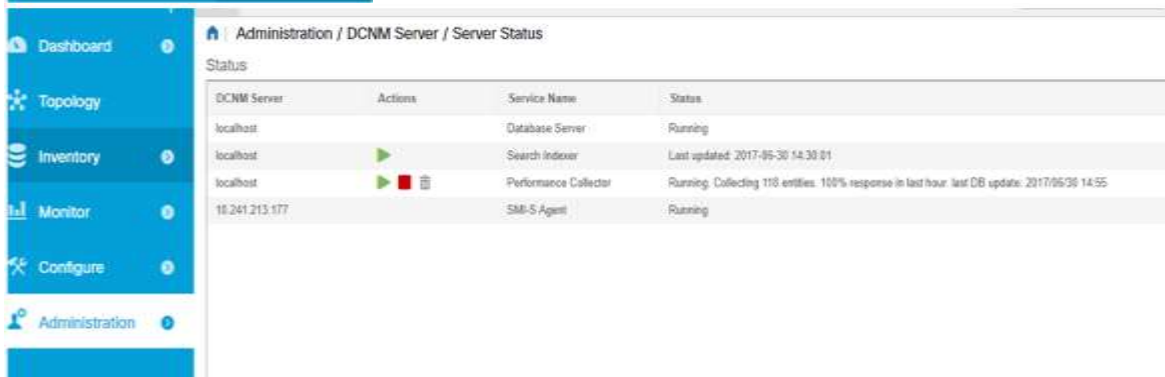 Administration / DCNM Server / Server Status
Status
DCNM Server Actions Service Name Status
localhost Database Server Running
localhost Search Indexer Last updated: 2017-06-30 14:30:01
localhost Performance Collector Running. Collecting 118 entities. 100% response in last hour. last DB update: 2017/06/30 14:55
10.241.213.177 SMI-S Agent Running
Dashboard
Topology
Inventory
Monitor
Configure
Administration